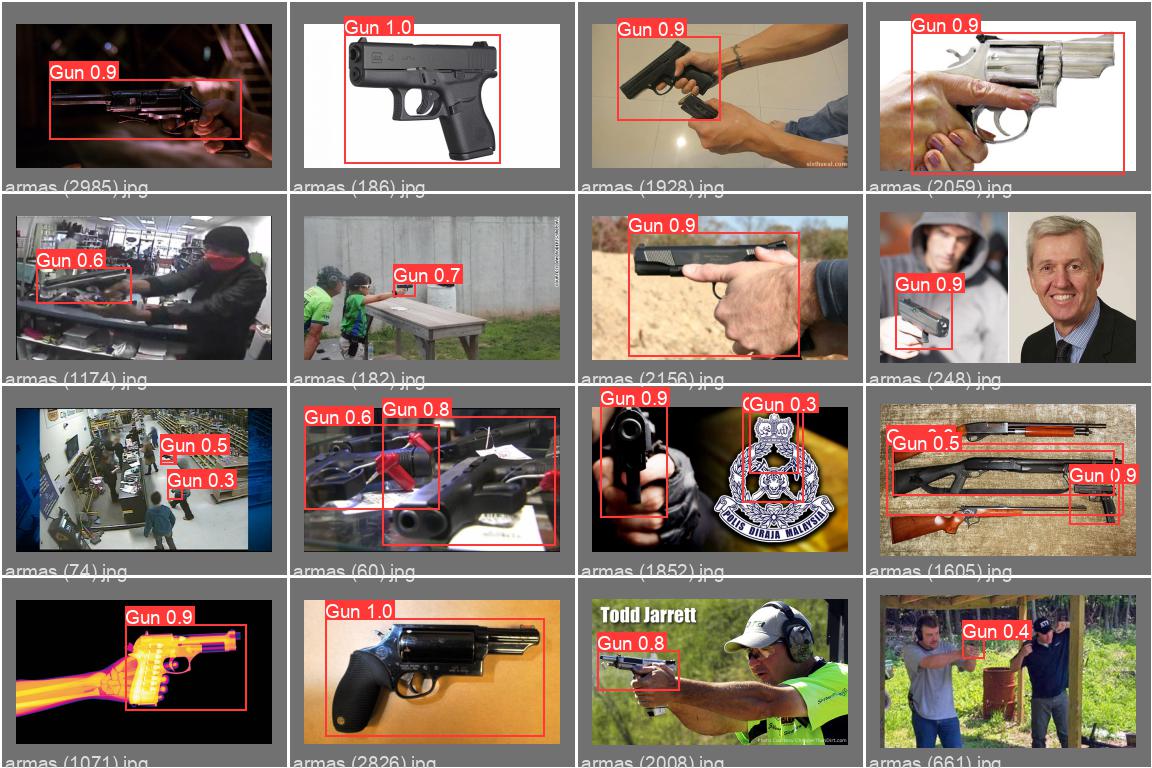 Gun 0.9
Gun 1.0
Gun 0.9
sixthseal.com
Gun 0.9
armas (2985).jpg
armas (186).jpg
armas (1928).jpg
armas (2059).jpg
Gun 0.6
Gun 0.7
Gun 0.9
Gun 0.9
armas (1174).jpg
armas (182).jpg
armas (2156).jpg
armas (248).jpg
Gun 0.5
Gun 0.3
Gun 0.6
Gun 0.8
Gun 0.9
Gun 0.3
POLIS DIRAJA MALAYSIA
Gun 0.5
Gun 0.9
armas (74).jpg
armas (60).jpg
armas (1852).jpg
armas (1605).jpg
Gun 0.9
Gun 1.0
Todd Jarrett
Gun 0.8
Gun 0.4
armas (1071).jpg
armas (2826).jpg
armas (2008).jpg
armas (661).jpg